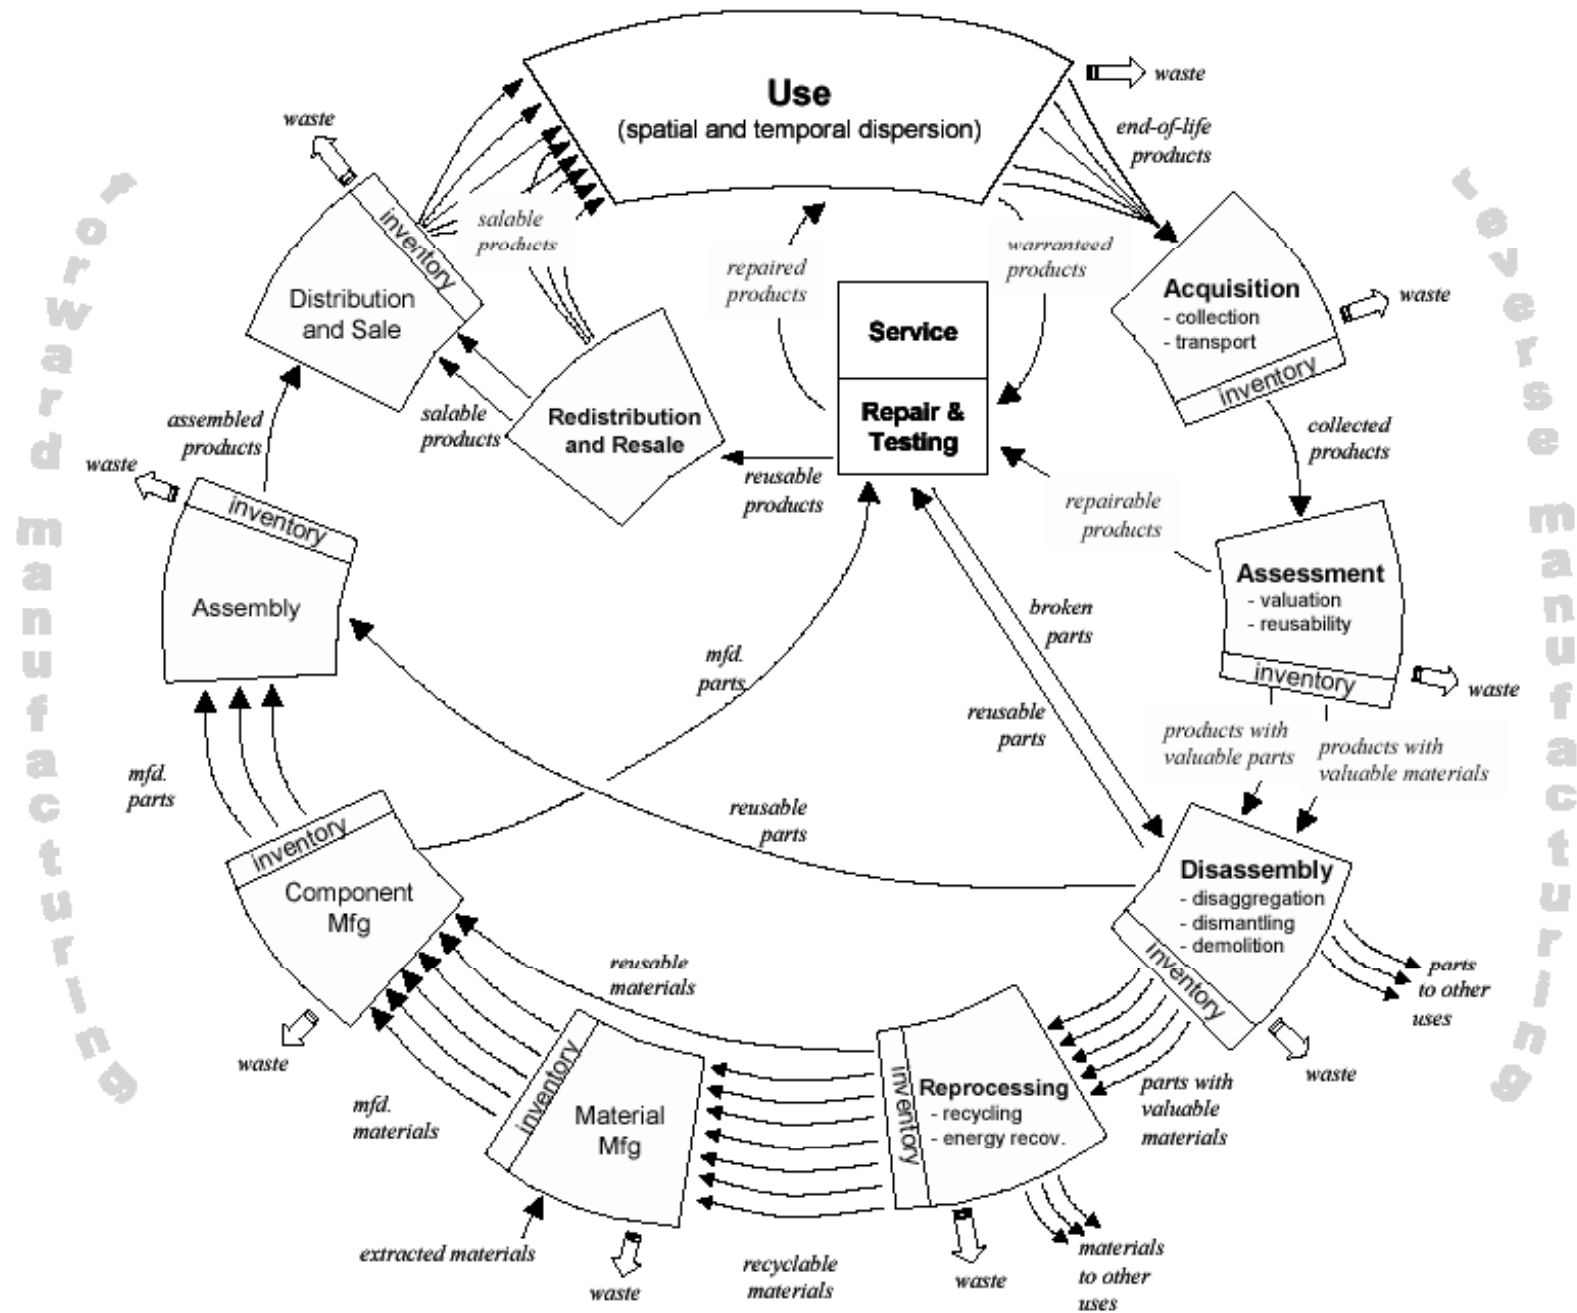 Use
(spatial and temporal dispersion)
waste
end-of-life
products
waste
inventory
salable
products
Distribution
and Sale
repaired
products
warranteed
products
Service
Repair &
Testing
Acquisition
- collection
- transport
inventory
waste
collected
products
assembled
products
salable
products
Redistribution
and Resale
reusable
products
repairable
products
waste
inventory
Assembly
Assessment
- valuation
- reusability
inventory
waste
broken
parts
mfd.
parts
reusable
parts
products with
valuable parts
products with
valuable materials
mfd.
parts
reusable
parts
inventory
Component
Mfg
waste
Disassembly
- disaggregation
- dismantling
- demolition
inventory
parts
to other
uses
waste
reusable
materials
mfd.
materials
inventory
Material
Mfg
extracted materials
waste
recyclable
materials
inventory
Reprocessing
- recycling
- energy recov.
parts with
valuable
materials
waste
materials
to other
uses
forward manufacturing
reverse manufacturing